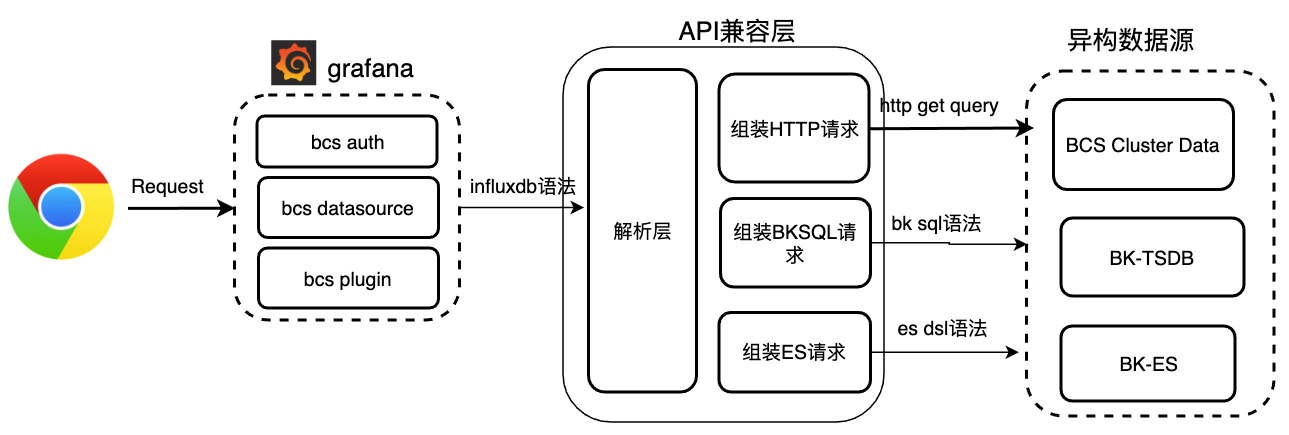 grafana
bcs auth
bcs datasource
bcs plugin
Request
influxdb语法
API兼容层
解析层
组装HTTP请求
组装BKSQL请
求
组装ES请求
http get query
bk sql语法
es dsl语法
异构数据源
BCS Cluster Data
BK-TSDB
BK-ES